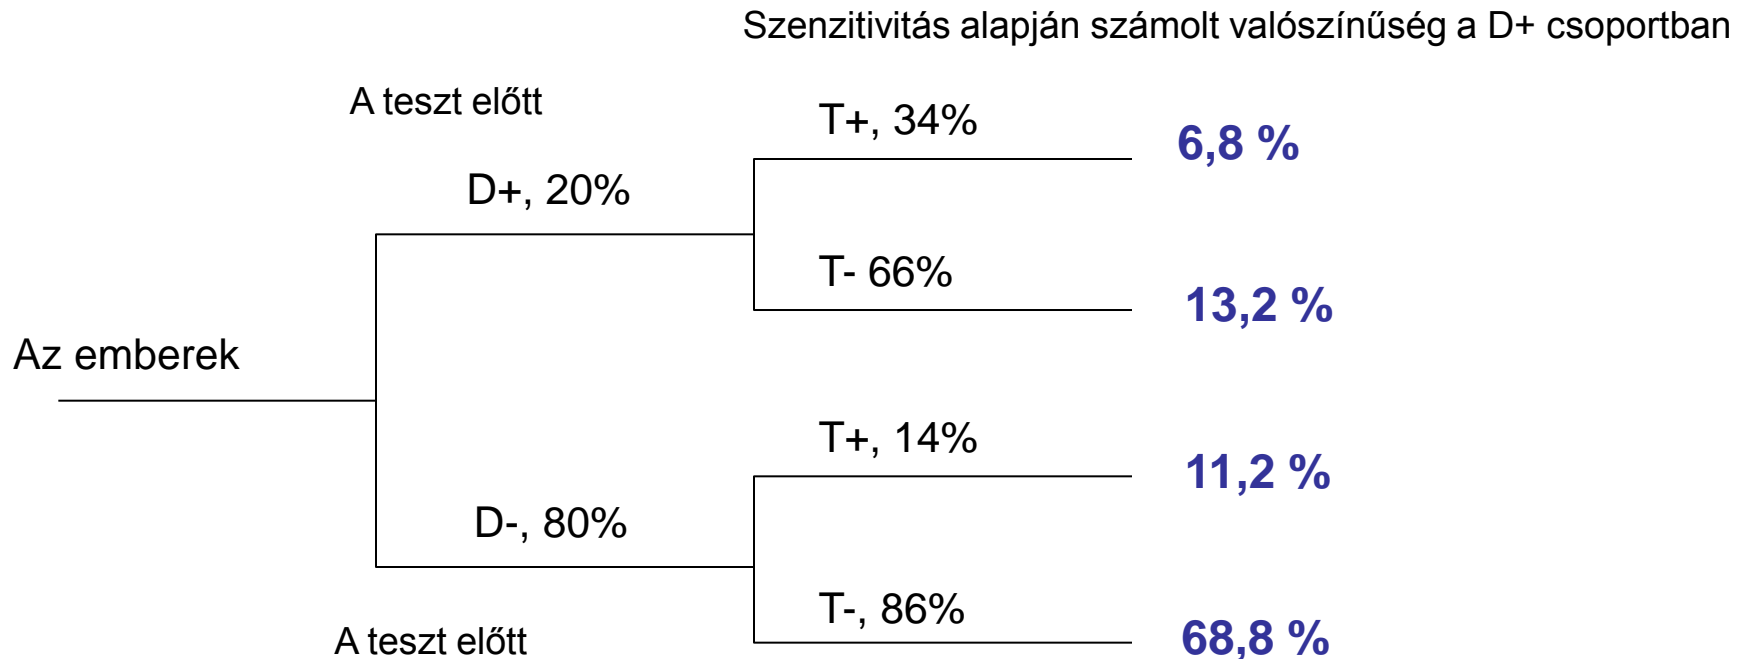 Szenzitivitás alapján számolt valószínűség a D+ csoportban
A teszt előtt
T+, 34%
6,8 %
D+, 20%
T- 66%
13,2 %
Az emberek
T+, 14%
11,2 %
D-, 80%
T-, 86%
68,8 %
A teszt előtt